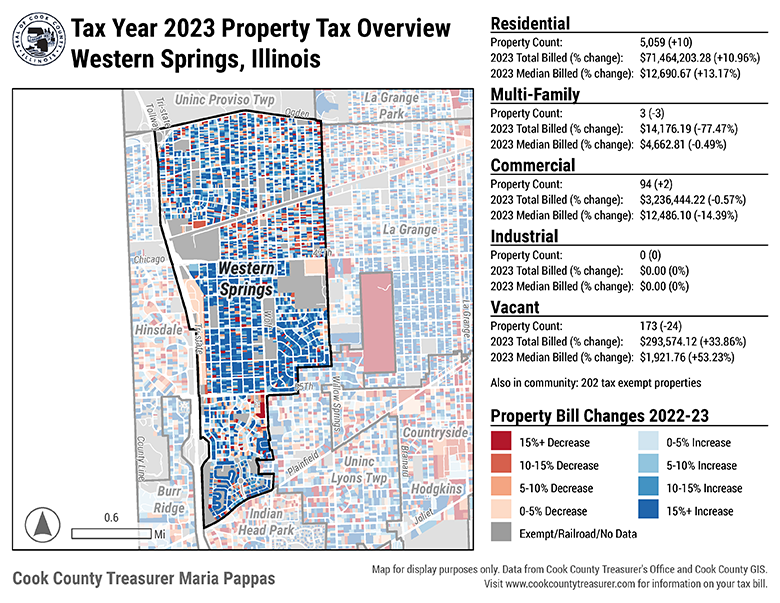 Tax Year 2023 Property Tax Overview
Western Springs, Illinois
SEAL OF COOK COUNTY
ILLINOIS
Residential
Property Count: 5,059 (+10)
2023 Total Billed (% change): $71,464,203.28 (+10.96%)
2023 Median Billed (% change): $12,690.67 (+13.17%)
Multi-Family
Property Count: 3 (-3)
2023 Total Billed (% change): $14,176.19 (-77.47%)
2023 Median Billed (% change): $4,662.81 (-0.49%)
Commercial
Property Count: 94 (+2)
2023 Total Billed (% change): $3,236,444.22 (-0.57%)
2023 Median Billed (% change): $12,486.10 (-14.39%)
Industrial
Property Count: 0 (0)
2023 Total Billed (% change): $0.00 (0%)
2023 Median Billed (% change): $0.00 (0%)
Vacant
Property Count: 173 (-24)
2023 Total Billed (% change): $293,574.12 (+33.86%)
2023 Median Billed (% change): $1,921.76 (+53.23%)
Also in community: 202 tax exempt properties
Property Bill Changes 2022-23
15%+ Decrease
10-15% Decrease
5-10% Decrease
0-5% Decrease
Exempt/Railroad/No Data
0-5% Increase
5-10% Increase
10-15% Increase
15%+ Increase
Uninc Proviso Twp
La Grange
Park
Tri-state
Tollway
Ogden
La Grange
Chicago
Western
Springs
Hinsdale
Tri-state
La Grange
Willow Springs
Countryside
Plainfield
Brainard
County Line
Uninc
Lyons Twp
Hodgkins
Burr
Ridge
Indian
Head Park
Joliet
0.6
Mi
Cook County Treasurer Maria Pappas
Map for display purposes only. Data from Cook County Treasurer's Office and Cook County GIS.
Visit www.cookcountytreasurer.com for information on your tax bill.